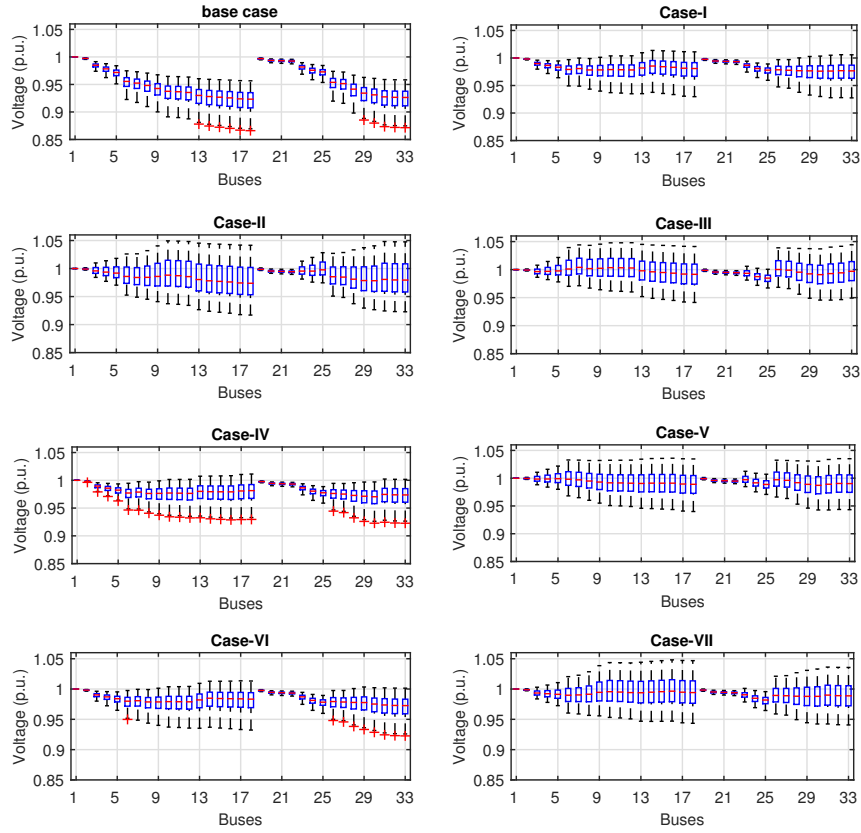 base case
Voltage (p.u.)
1.05
1
0.95
0.9
0.85
1 5 9 13 17 21 25 29 33
Buses
Case-I
Voltage (p.u.)
1.05
1
0.95
0.9
0.85
1 5 9 13 17 21 25 29 33
Buses
Case-II
Voltage (p.u.)
1.05
1
0.95
0.9
0.85
1 5 9 13 17 21 25 29 33
Buses
Case-III
Voltage (p.u.)
1.05
1
0.95
0.9
0.85
1 5 9 13 17 21 25 29 33
Buses
Case-IV
Voltage (p.u.)
1.05
1
0.95
0.9
0.85
1 5 9 13 17 21 25 29 33
Buses
Case-V
Voltage (p.u.)
1.05
1
0.95
0.9
0.85
1 5 9 13 17 21 25 29 33
Buses
Case-VI
Voltage (p.u.)
1.05
1
0.95
0.9
0.85
1 5 9 13 17 21 25 29 33
Buses
Case-VII
Voltage (p.u.)
1.05
1
0.95
0.9
0.85
1 5 9 13 17 21 25 29 33
Buses